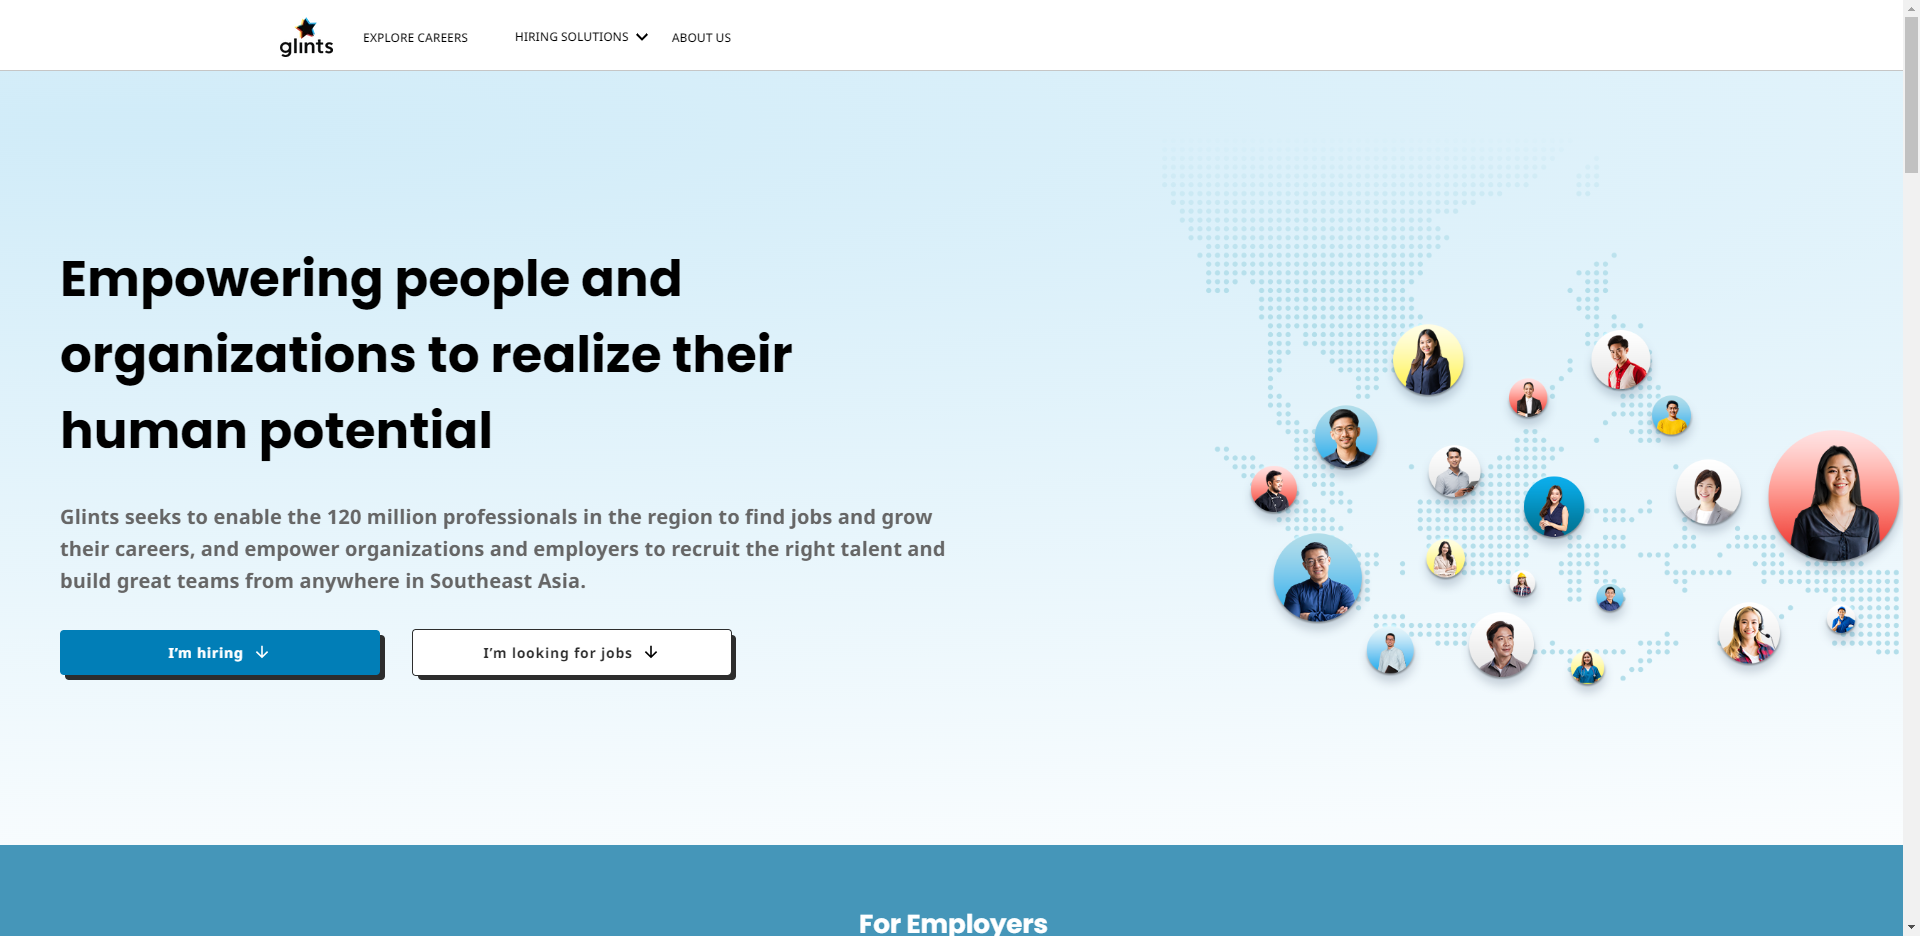 glints
EXPLORE CAREERS
HIRING SOLUTIONS
ABOUT US
Empowering people and
organizations to realize their
human potential
Glints seeks to enable the 120 million professionals in the region to find jobs and grow
their careers, and empower organizations and employers to recruit the right talent and
build great teams from anywhere in Southeast Asia.
I’m hiring
I’m looking for jobs
For Employers